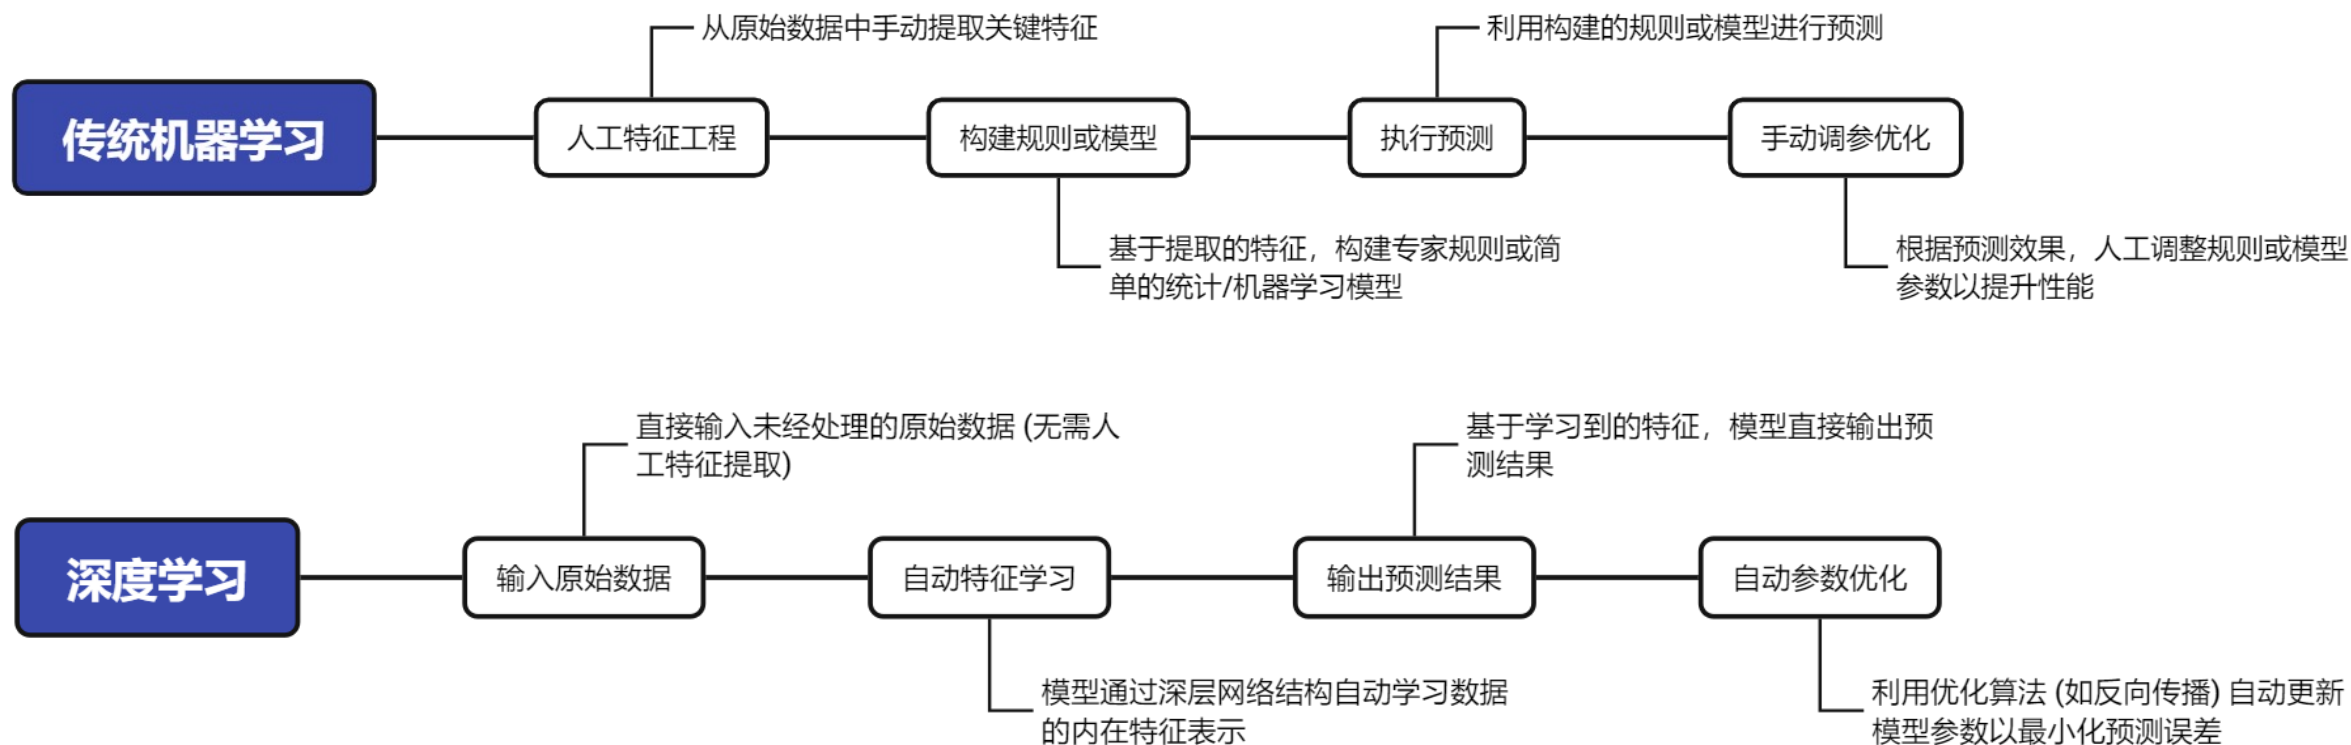 从原始数据中手动提取关键特征
利用构建的规则或模型进行预测
传统机器学习
人工特征工程
构建规则或模型
执行预测
手动调参优化
基于提取的特征，构建专家规则或简
单的统计/机器学习模型
根据预测效果，人工调整规则或模型
参数以提升性能
直接输入未经处理的原始数据 (无需人
工特征提取)
基于学习到的特征，模型直接输出预
测结果
深度学习
输入原始数据
自动特征学习
输出预测结果
自动参数优化
模型通过深层网络结构自动学习数据
的内在特征表示
利用优化算法 (如反向传播) 自动更新
模型参数以最小化预测误差